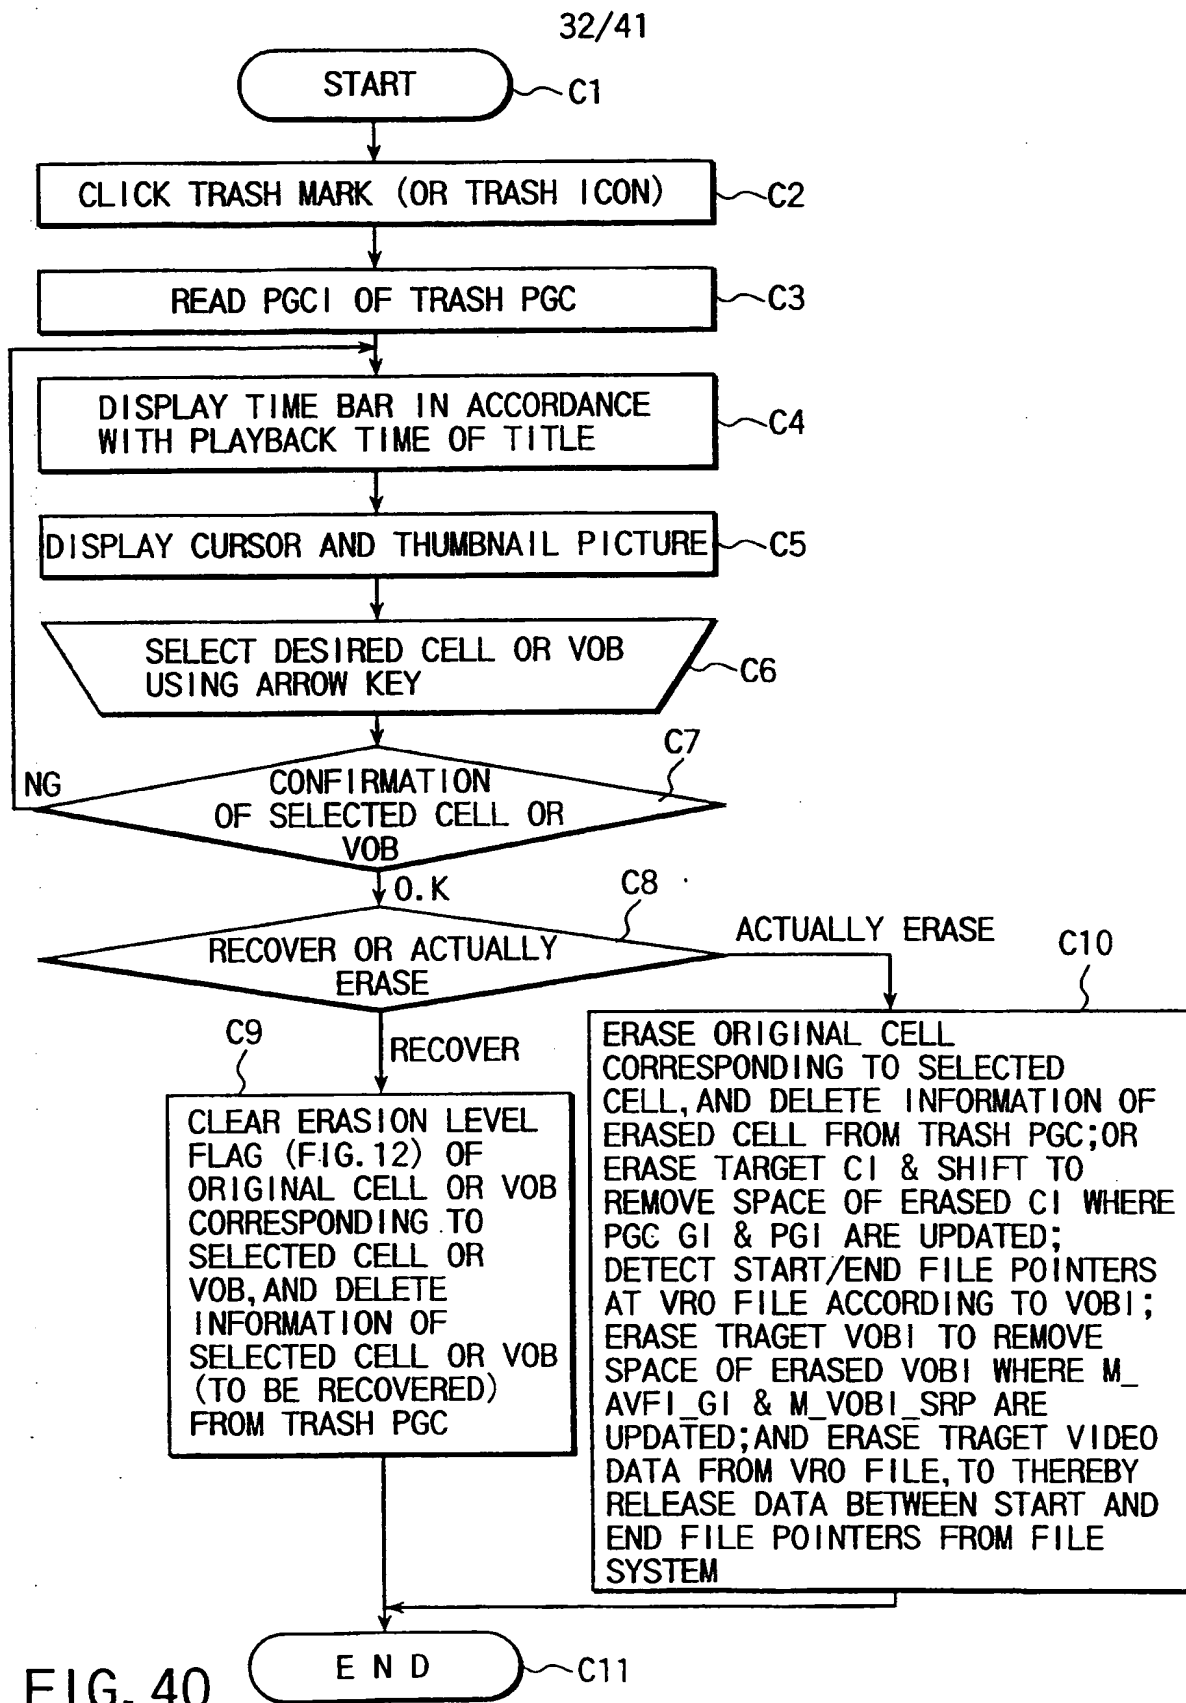 32/41
START
C1
CLICK TRASH MARK (OR TRASH ICON)
C2
READ PGCI OF TRASH PGC
C3
DISPLAY TIME BAR IN ACCORDANCE
WITH PLAYBACK TIME OF TITLE
C4
DISPLAY CURSOR AND THUMBNAIL PICTURE
C5
SELECT DESIRED CELL OR VOB
USING ARROW KEY
C6
C7
NG
CONFIRMATION
OF SELECTED CELL OR
VOB
O.K
C8
RECOVER OR ACTUALLY
ERASE
ACTUALLY ERASE
C10
C9
RECOVER
CLEAR ERASION LEVEL
FLAG (FIG.12) OF
ORIGINAL CELL OR VOB
CORRESPONDING TO
SELECTED CELL OR
VOB, AND DELETE
INFORMATION OF
SELECTED CELL OR VOB
(TO BE RECOVERED)
FROM TRASH PGC
ERASE ORIGINAL CELL
CORRESPONDING TO SELECTED
CELL, AND DELETE INFORMATION OF
ERASED CELL FROM TRASH PGC;OR
ERASE TARGET CI & SHIFT TO
REMOVE SPACE OF ERASED CI WHERE
PGC GI & PGI ARE UPDATED;
DETECT START/END FILE POINTERS
AT VRO FILE ACCORDING TO VOBI;
ERASE TRAGET VOBI TO REMOVE
SPACE OF ERASED VOBI WHERE M_
AVFI_GI & M_VOBI_SRP ARE
UPDATED;AND ERASE TRAGET VIDEO
DATA FROM VRO FILE, TO THEREBY
RELEASE DATA BETWEEN START AND
END FILE POINTERS FROM FILE
SYSTEM
END
C11
FIG. 40